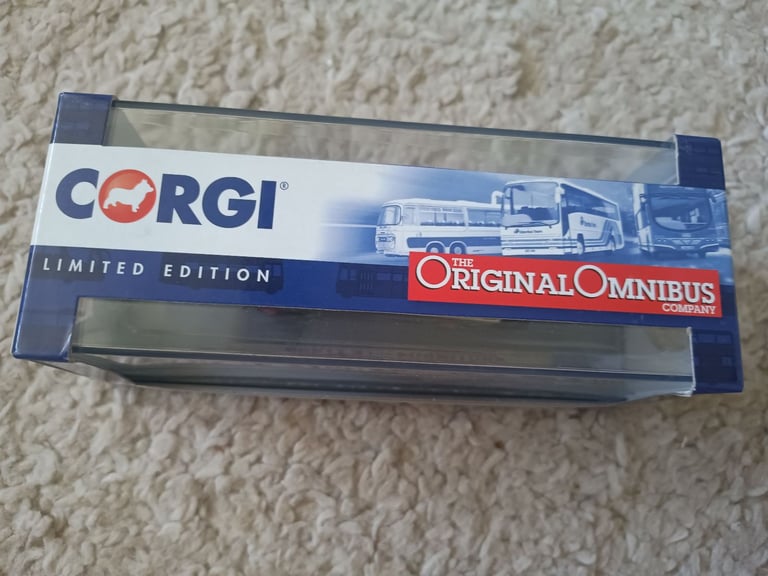 CORGI®
LIMITED EDITION
THE
ORIGINAL OMNIBUS
COMPANY